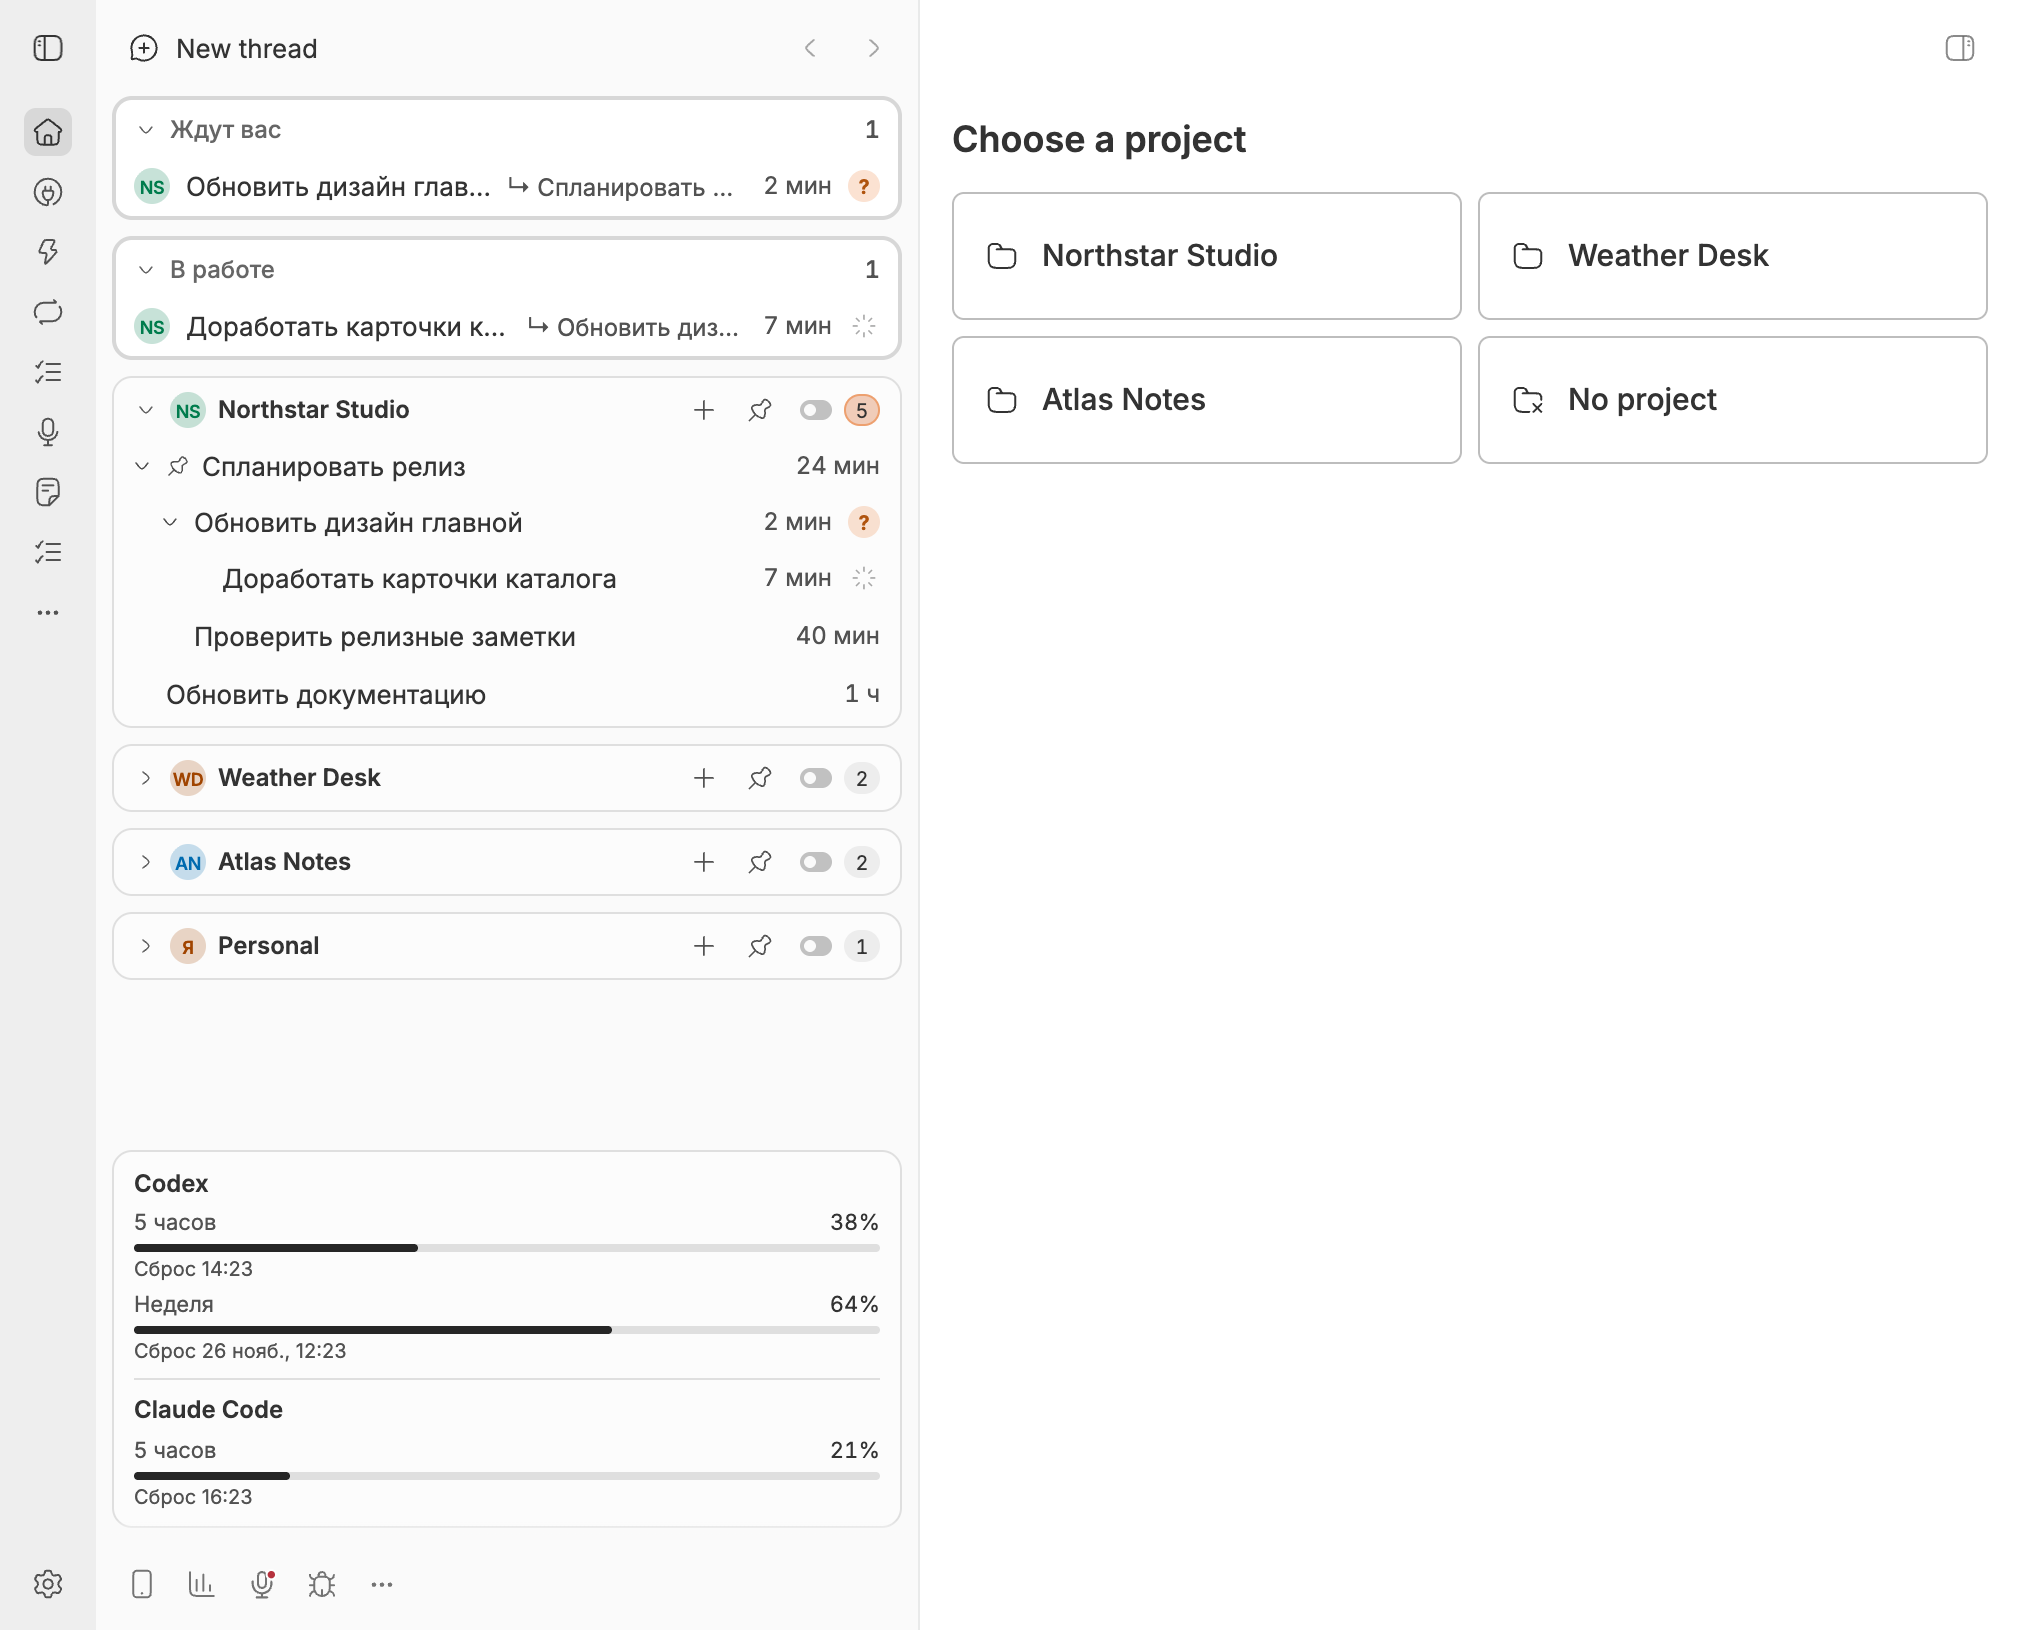 New thread
Ждут вас 1
NS Обновить дизайн глав... Спланировать ... 2 мин ?
В работе 1
NS Доработать карточки к... Обновить диз... 7 мин
NS Northstar Studio 5
Спланировать релиз 24 мин
Обновить дизайн главной 2 мин ?
Доработать карточки каталога 7 мин
Проверить релизные заметки 40 мин
Обновить документацию 1 ч
WD Weather Desk 2
AN Atlas Notes 2
Я Personal 1
Codex
5 часов 38%
Сброс 14:23
Неделя 64%
Сброс 26 нояб., 12:23
Claude Code
5 часов 21%
Сброс 16:23
Choose a project
Northstar Studio
Weather Desk
Atlas Notes
No project